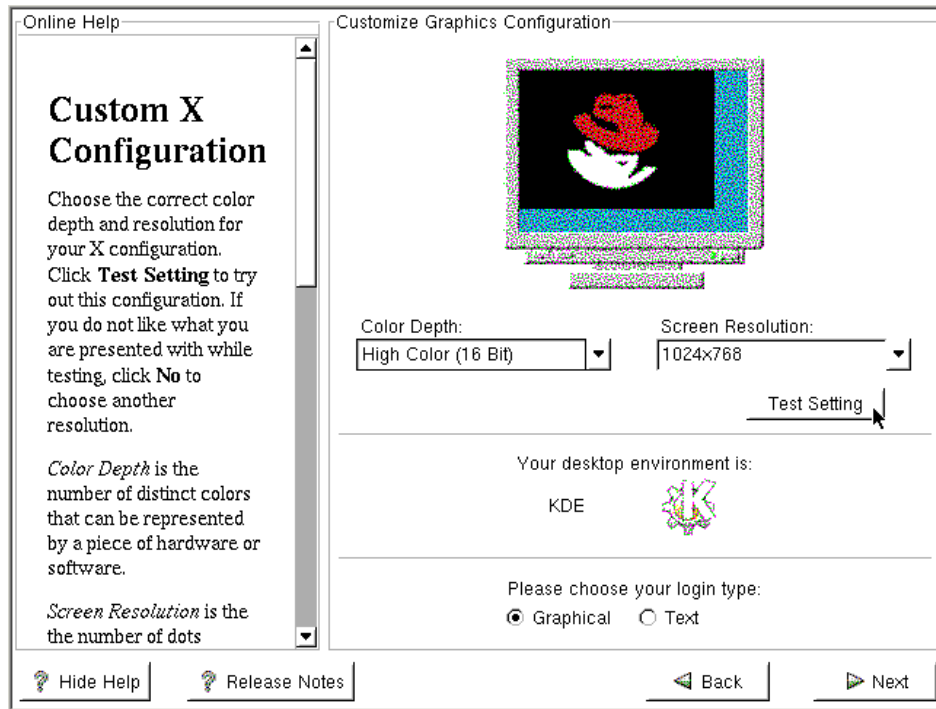 Online Help
Custom X
Configuration
Choose the correct color
depth and resolution for
your X configuration.
Click Test Setting to try
out this configuration. If
you do not like what you
are presented with while
testing, click No to
choose another
resolution.
Color Depth is the
number of distinct colors
that can be represented
by a piece of hardware or
software.
Screen Resolution is the
the number of dots
Customize Graphics Configuration
Color Depth:
High Color (16 Bit)
Screen Resolution:
1024x768
Test Setting
Your desktop environment is:
KDE
K
Please choose your login type:
Graphical
Text
Hide Help
Release Notes
Back
Next